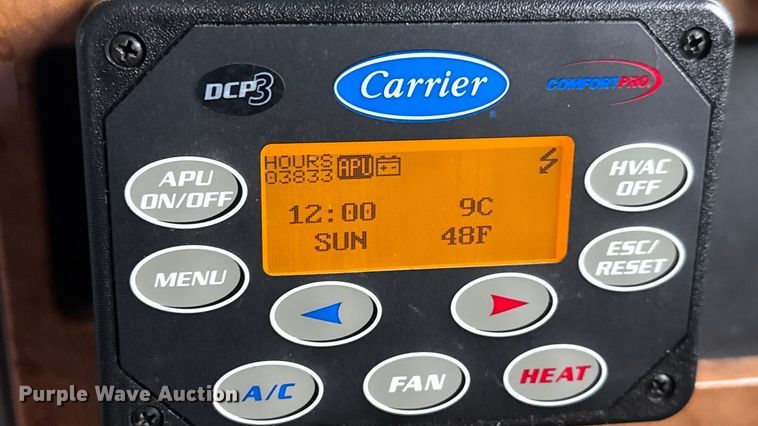 DCP3
Carrier
COMFORTPRO
APU
ON/OFF
HOURS
03833
APU
HVAC
OFF
12:00
9C
SUN
48F
MENU
ESC/
RESET
A/C
FAN
HEAT
Purple Wave Auction